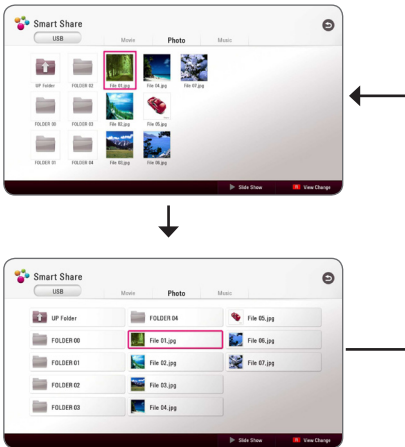 Smart Share
USB
Movie Photo Music
UP Folder FOLDER 02 File 01.jpg File 04.jpg File 07.jpg
FOLDER 00 FOLDER 03 File 02.jpg File 05.jpg
FOLDER 01 FOLDER 04 File 03.jpg File 06.jpg
Slide Show R View Change
Smart Share
USB
Movie Photo Music
UP Folder FOLDER 04 File 05.jpg
FOLDER 00 File 01.jpg File 06.jpg
FOLDER 01 File 02.jpg File 07.jpg
FOLDER 02 File 03.jpg
FOLDER 03 File 04.jpg
Slide Show R View Change